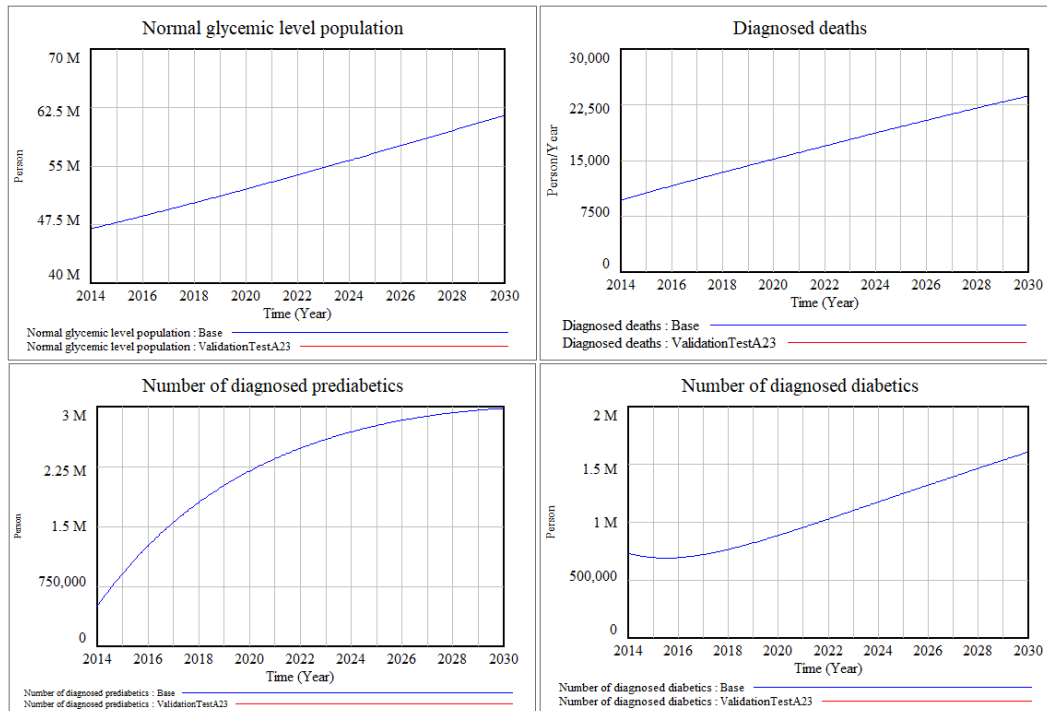 Normal glycemic level population
70 M
62.5 M
55 M
47.5 M
40 M
Person
2014 2016 2018 2020 2022 2024 2026 2028 2030
Time (Year)
Normal glycemic level population : Base
Normal glycemic level population : ValidationTestA23
Diagnosed deaths
30,000
22,500
15,000
7500
0
Person/Year
2014 2016 2018 2020 2022 2024 2026 2028 2030
Time (Year)
Diagnosed deaths : Base
Diagnosed deaths : ValidationTestA23
Number of diagnosed prediabetics
3 M
2.25 M
1.5 M
750,000
0
Person
2014 2016 2018 2020 2022 2024 2026 2028 2030
Time (Year)
Number of diagnosed prediabetics : Base
Number of diagnosed prediabetics : ValidationTestA23
Number of diagnosed diabetics
2 M
1.5 M
1 M
500,000
0
Person
2014 2016 2018 2020 2022 2024 2026 2028 2030
Time (Year)
Number of diagnosed diabetics : Base
Number of diagnosed diabetics : ValidationTestA23